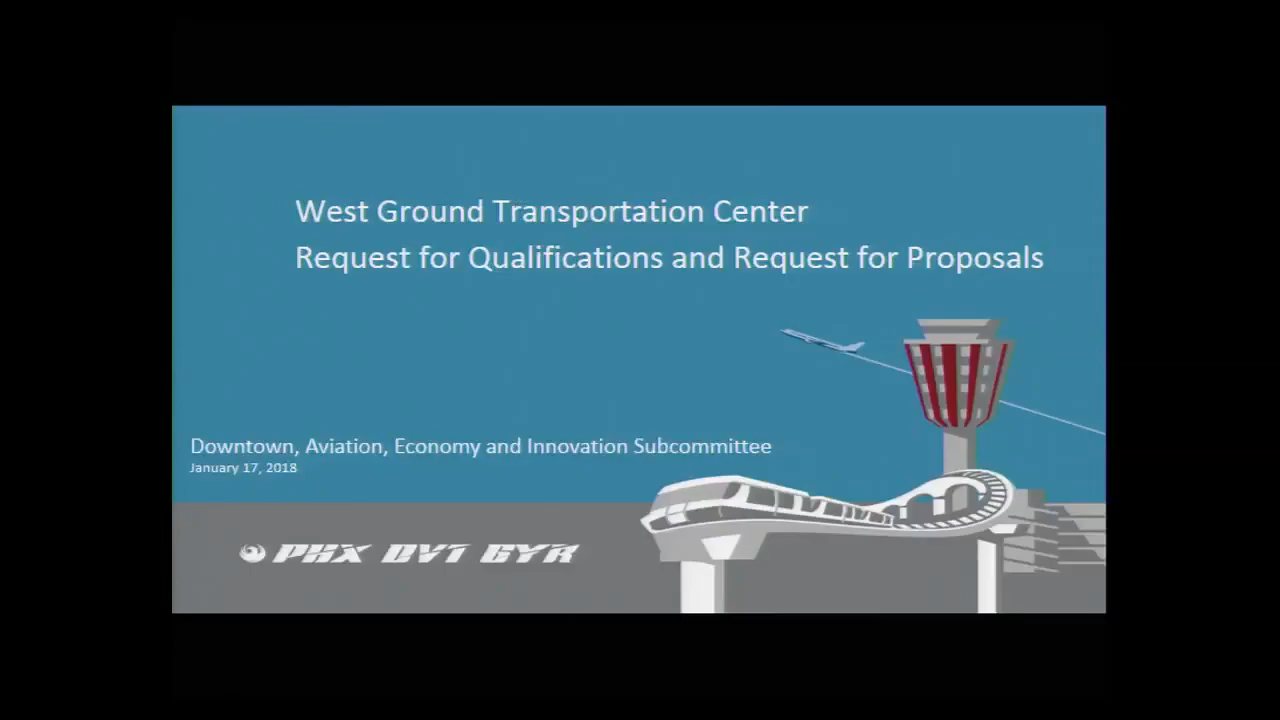 West Ground Transportation Center
Request for Qualifications and Request for Proposals
Downtown, Aviation, Economy and Innovation Subcommittee
January 17, 2018
PHX DVT GYR